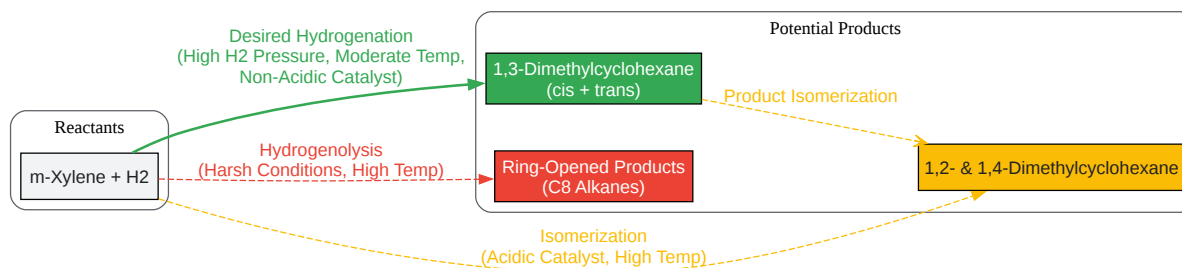 Potential Products
Desired Hydrogenation
(High H2 Pressure, Moderate Temp,
Non-Acidic Catalyst)
1,3-Dimethylcyclohexane
(cis + trans)
Product Isomerization
Reactants
m-Xylene + H2
Hydrogenolysis
(Harsh Conditions, High Temp)
Ring-Opened Products
(C8 Alkanes)
1,2- & 1,4-Dimethylcyclohexane
Isomerization
(Acidic Catalyst, High Temp)